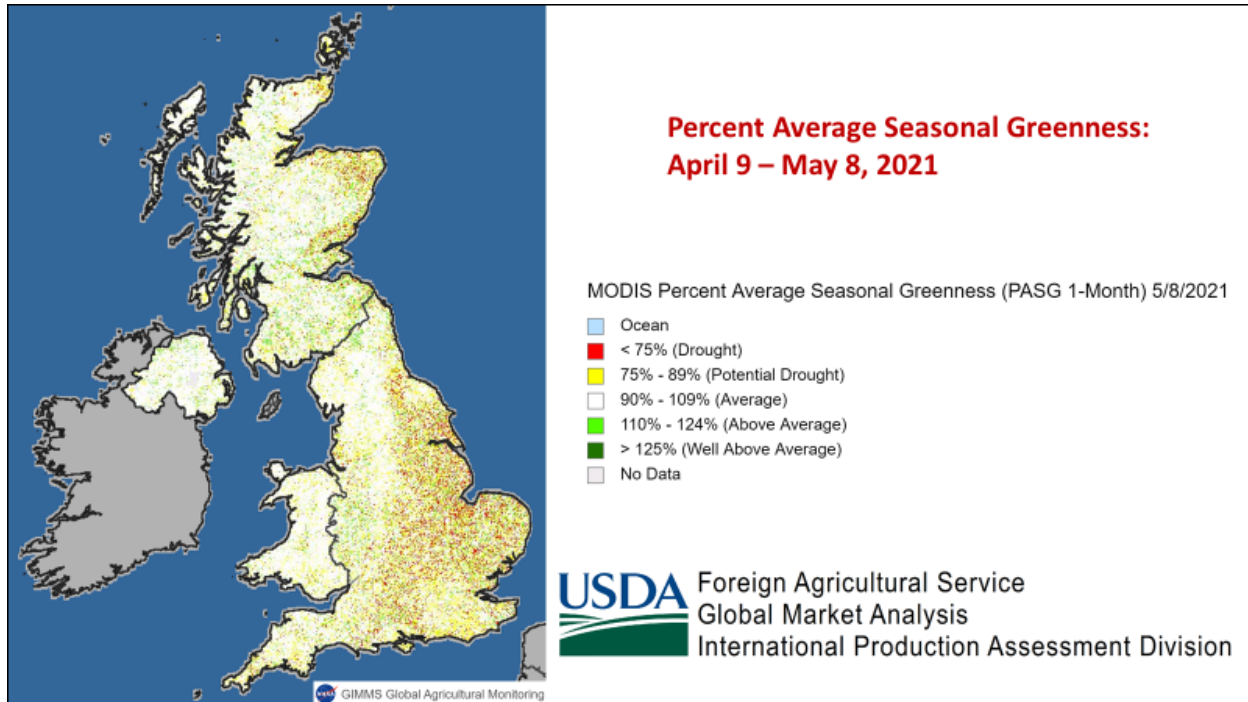 Percent Average Seasonal Greenness:
April 9 – May 8, 2021
MODIS Percent Average Seasonal Greenness (PASG 1-Month) 5/8/2021
Ocean
< 75% (Drought)
75% - 89% (Potential Drought)
90% - 109% (Average)
110% - 124% (Above Average)
> 125% (Well Above Average)
No Data
USDA
Foreign Agricultural Service
Global Market Analysis
International Production Assessment Division
NASA
GIMMS Global Agricultural Monitoring